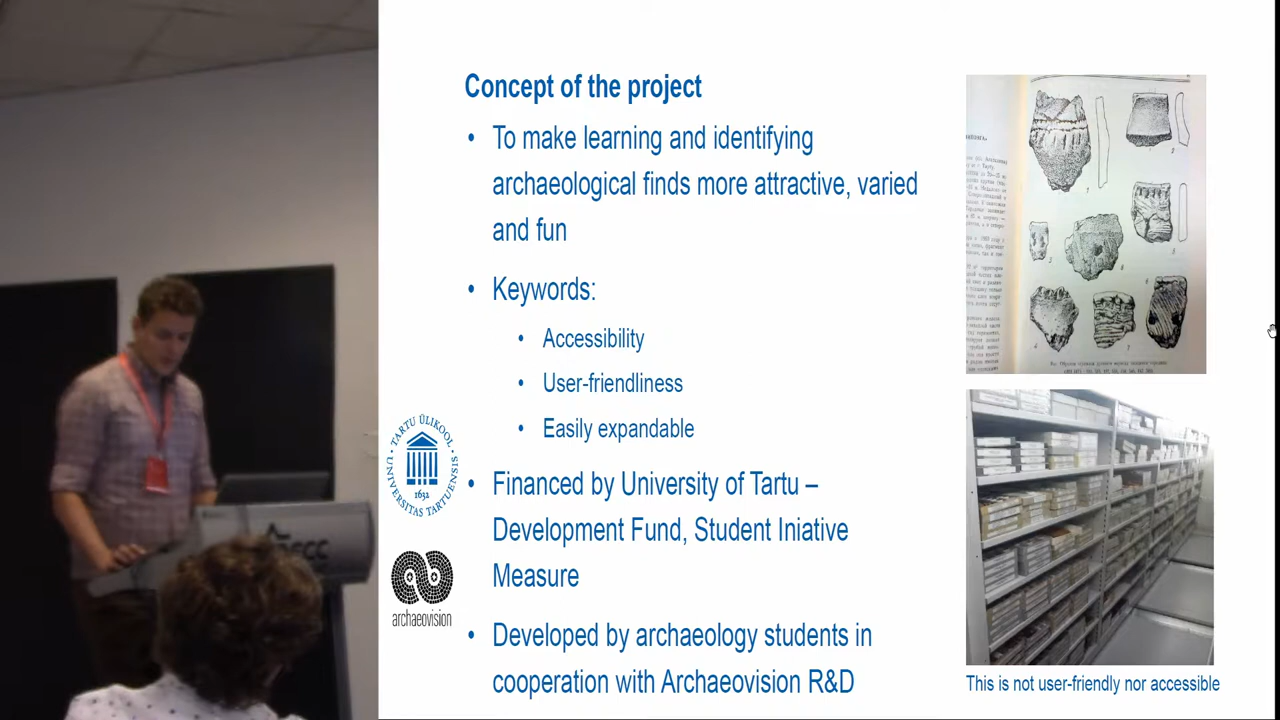 Concept of the project
• To make learning and identifying
archaeological finds more attractive, varied
and fun
• Keywords:
• Accessibility
• User-friendliness
• Easily expandable
• Financed by University of Tartu –
Development Fund, Student Iniative
Measure
• Developed by archaeology students in
cooperation with Archaeovision R&D
TARTU ÜLIKOOL
UNIVERSITAS TARTUENSIS
1632
archaeovision
This is not user-friendly nor accessible